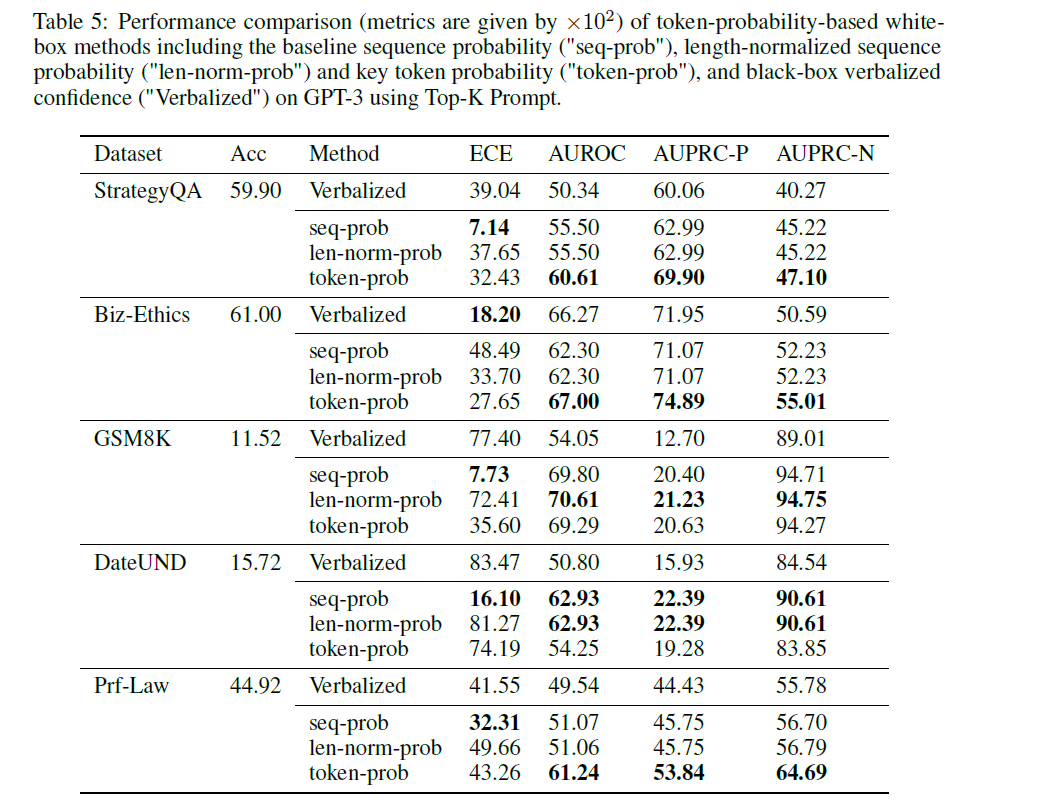 Table 5: Performance comparison (metrics are given by ×10²) of token-probability-based white-
box methods including the baseline sequence probability ("seq-prob"), length-normalized sequence
probability ("len-norm-prob") and key token probability ("token-prob"), and black-box verbalized
confidence ("Verbalized") on GPT-3 using Top-K Prompt.
Dataset Acc Method ECE AUROC AUPRC-P AUPRC-N
StrategyQA 59.90 Verbalized 39.04 50.34 60.06 40.27
seq-prob 7.14 55.50 62.99 45.22
len-norm-prob 37.65 55.50 62.99 45.22
token-prob 32.43 60.61 69.90 47.10
Biz-Ethics 61.00 Verbalized 18.20 66.27 71.95 50.59
seq-prob 48.49 62.30 71.07 52.23
len-norm-prob 33.70 62.30 71.07 52.23
token-prob 27.65 67.00 74.89 55.01
GSM8K 11.52 Verbalized 77.40 54.05 12.70 89.01
seq-prob 7.73 69.80 20.40 94.71
len-norm-prob 72.41 70.61 21.23 94.75
token-prob 35.60 69.29 20.63 94.27
DateUND 15.72 Verbalized 83.47 50.80 15.93 84.54
seq-prob 16.10 62.93 22.39 90.61
len-norm-prob 81.27 62.93 22.39 90.61
token-prob 74.19 54.25 19.28 83.85
Prf-Law 44.92 Verbalized 41.55 49.54 44.43 55.78
seq-prob 32.31 51.07 45.75 56.70
len-norm-prob 49.66 51.06 45.75 56.79
token-prob 43.26 61.24 53.84 64.69